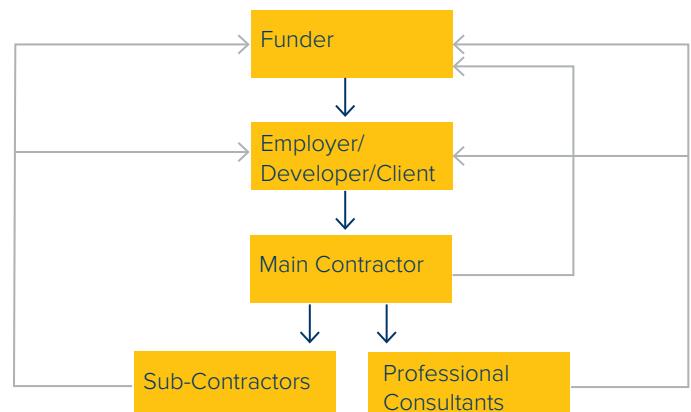 Funder
Employer/
Developer/Client
Main Contractor
Sub-Contractors
Professional
Consultants